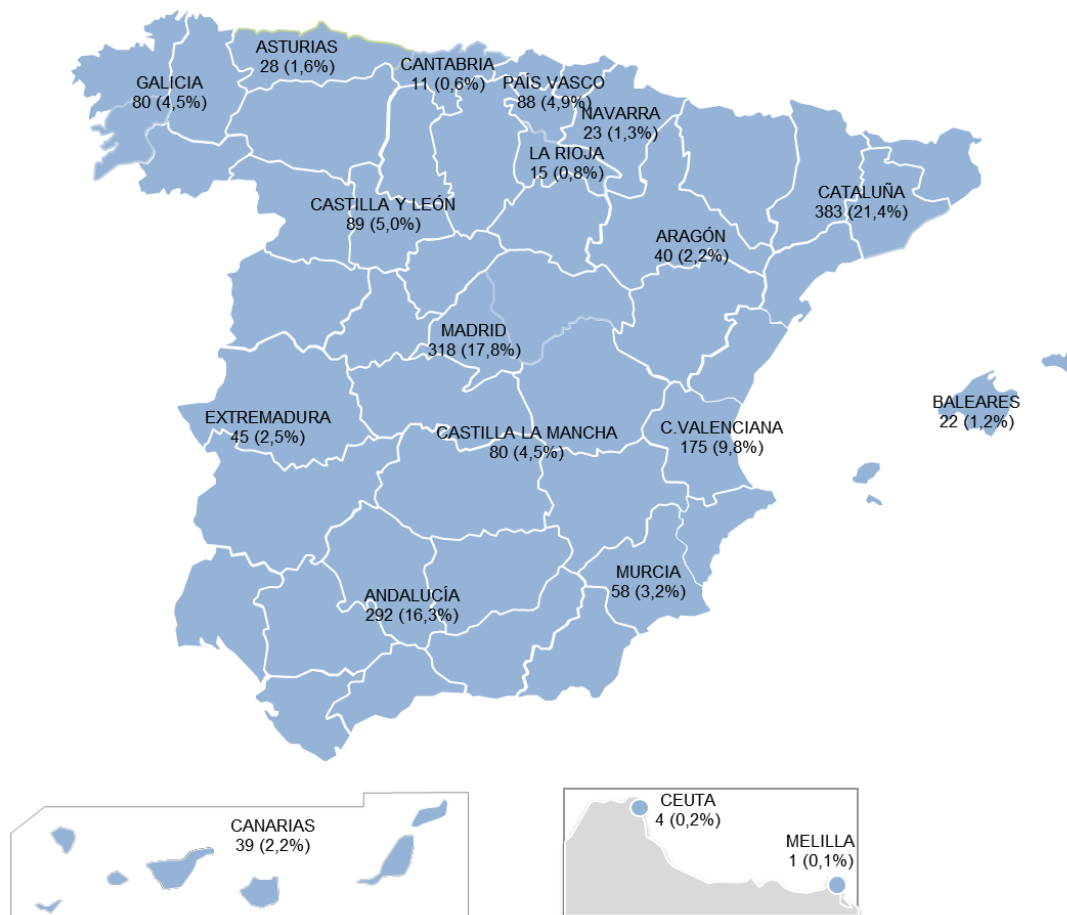 ASTURIAS
28 (1,6%)
CANTABRIA
11 (0,6%)
PAÍS VASCO
88 (4,9%)
GALICIA
80 (4,5%)
NAVARRA
23 (1,3%)
LA RIOJA
15 (0,8%)
CATALUÑA
383 (21,4%)
CASTILLA Y LEÓN
89 (5,0%)
ARAGÓN
40 (2,2%)
MADRID
318 (17,8%)
BALEARES
22 (1,2%)
EXTREMADURA
45 (2,5%)
CASTILLA LA MANCHA
80 (4,5%)
C.VALENCIANA
175 (9,8%)
MURCIA
58 (3,2%)
ANDALUCÍA
292 (16,3%)
CANARIAS
39 (2,2%)
CEUTA
4 (0,2%)
MELILLA
1 (0,1%)